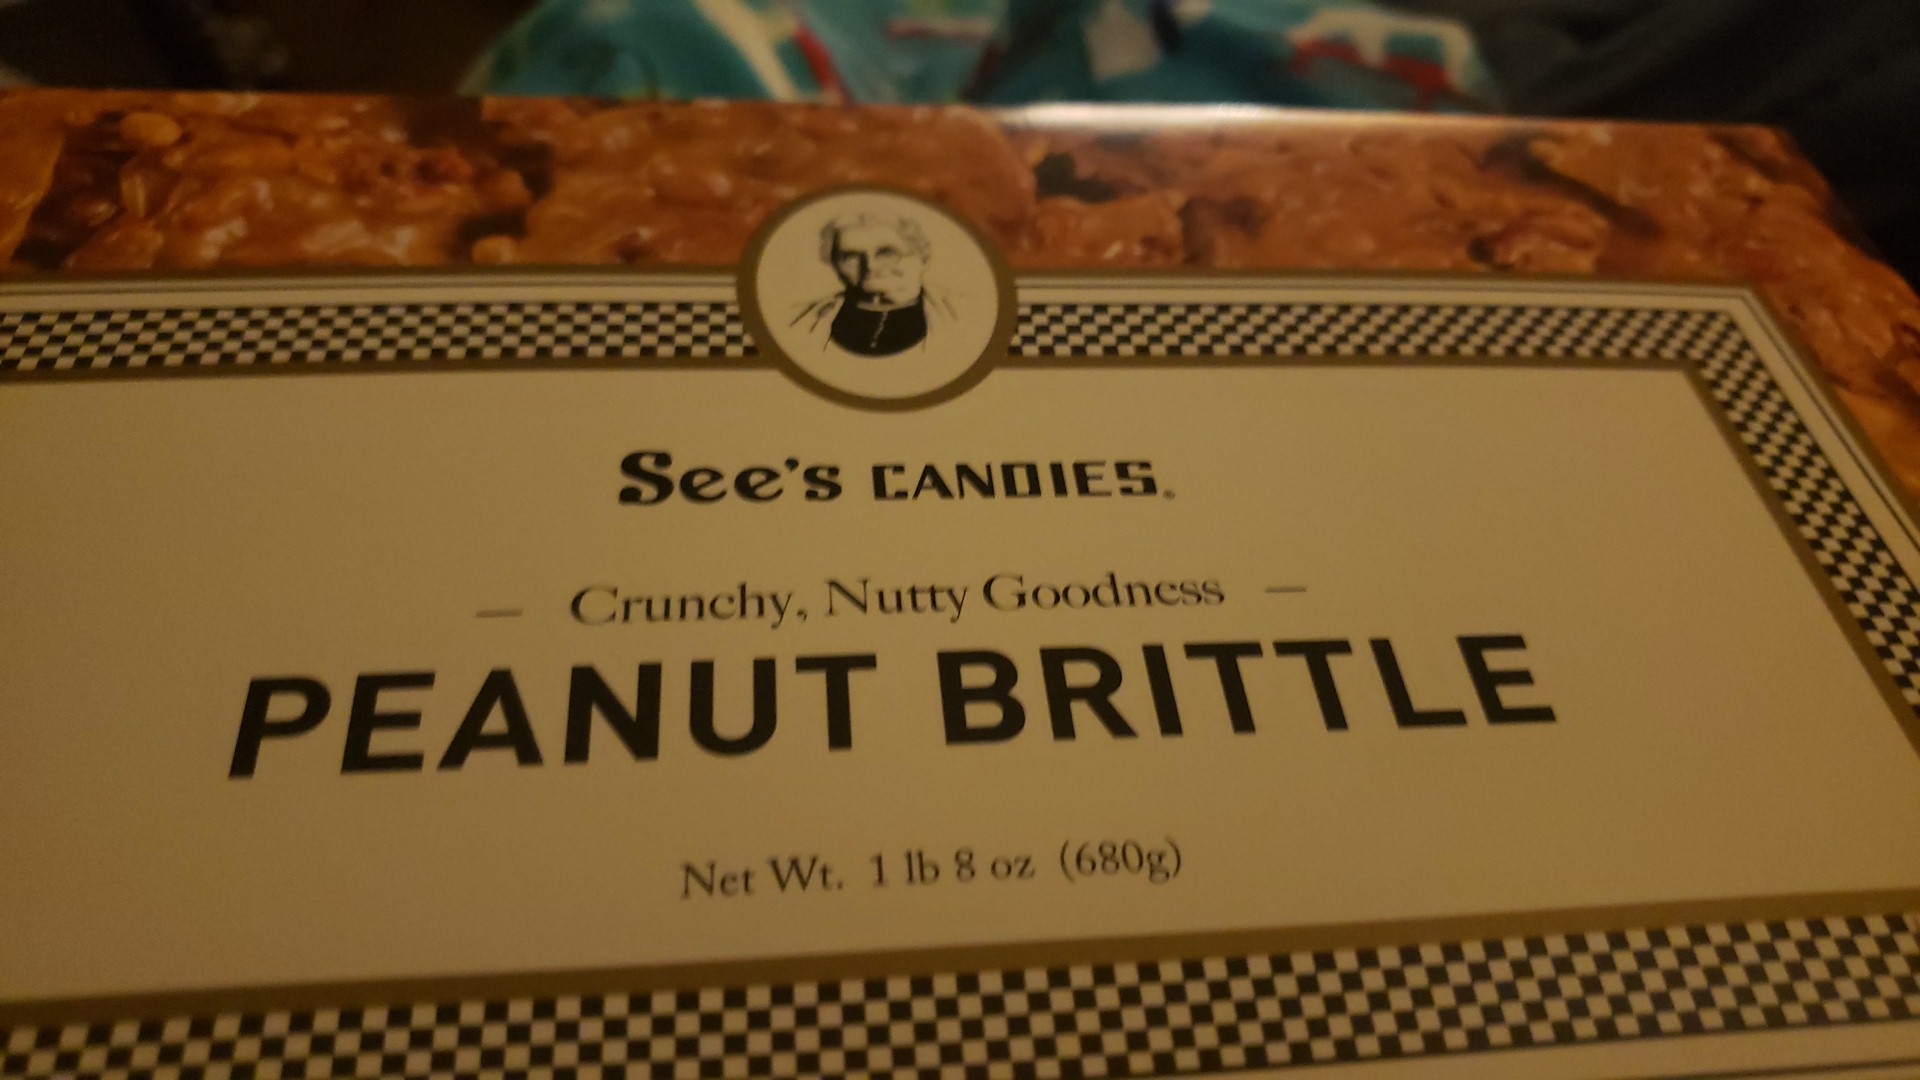 See's CANDIES®
— Crunchy, Nutty Goodness —
PEANUT BRITTLE
Net Wt. 1 lb 8 oz (680g)